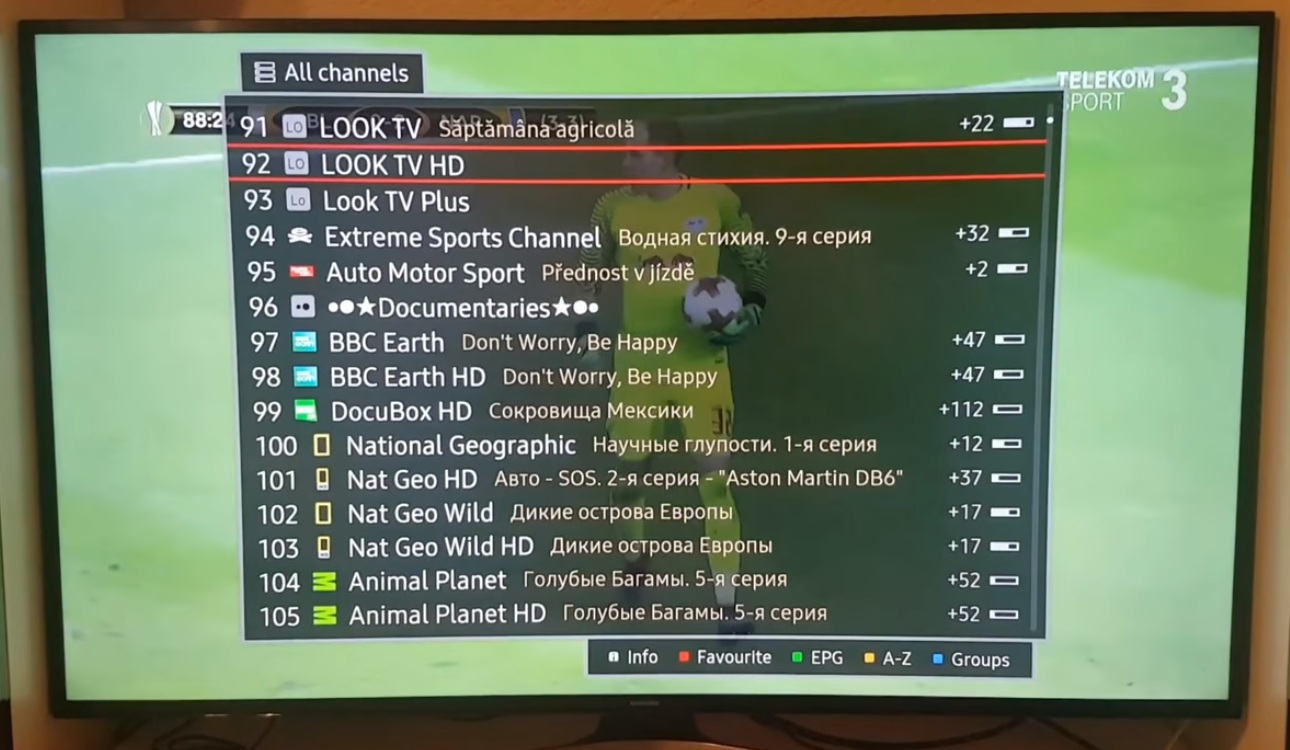 All channels
TELEKOM
SPORT 3
88:24
91 LO LOOK TV Săptămâna agricolă +22
92 LO LOOK TV HD
93 Lo Look TV Plus
94 Extreme Sports Channel Водная стихия. 9-я серия +32
95 Auto Motor Sport Přednost v jízdě +2
96 •●★Documentaries★●•
97 BBC Earth Don't Worry, Be Happy +47
98 BBC Earth HD Don't Worry, Be Happy +47
99 DocuBox HD Сокровища Мексики +112
100 National Geographic Научные глупости. 1-я серия +12
101 Nat Geo HD Авто - SOS. 2-я серия - "Aston Martin DB6" +37
102 Nat Geo Wild Дикие острова Европы +17
103 Nat Geo Wild HD Дикие острова Европы +17
104 Animal Planet Голубые Багамы. 5-я серия +52
105 Animal Planet HD Голубые Багамы. 5-я серия +52
Info Favourite EPG A-Z Groups